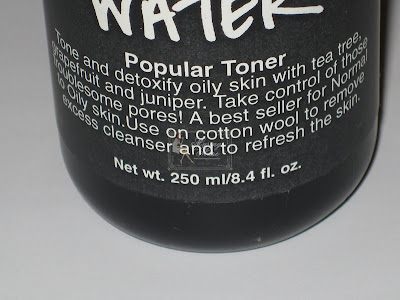 WATER
Popular Toner
Tone and detoxify oily skin with tea tree,
grapefruit and juniper. Take control of those
troublesome pores! A best seller for Normal
to Oily skin.Use on cotton wool to remove
excess cleanser and to refresh the skin.
Net wt. 250 ml/8.4 fl. oz.